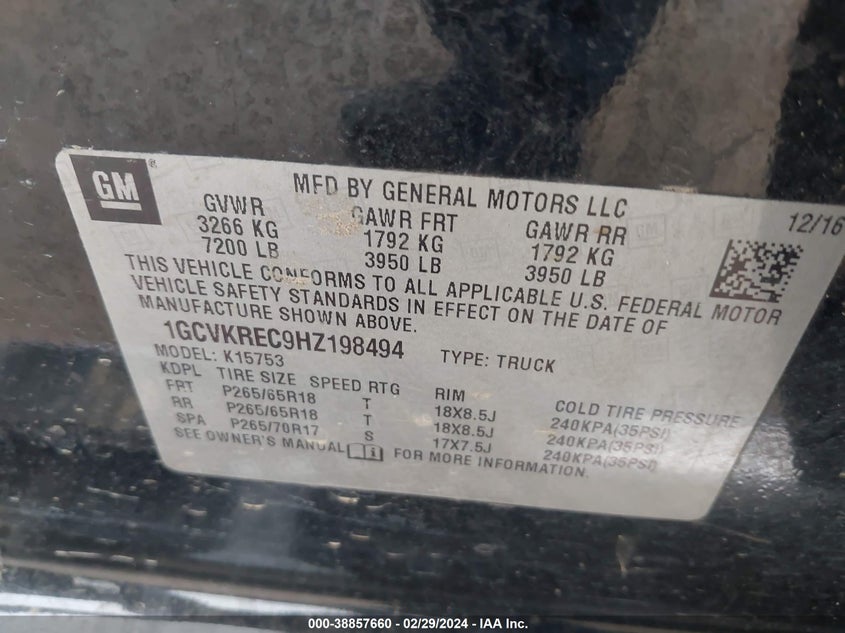 GM
MFD BY GENERAL MOTORS LLC
12/16
GVWR GAWR FRT GAWR RR
3266 KG 1792 KG 1792 KG
7200 LB 3950 LB 3950 LB
THIS VEHICLE CONFORMS TO ALL APPLICABLE U.S. FEDERAL MOTOR
VEHICLE SAFETY STANDARDS IN EFFECT ON THE DATE OF
MANUFACTURE SHOWN ABOVE.
1GCVKREC9HZ198494
MODEL: K15753 TYPE: TRUCK
KDPL TIRE SIZE SPEED RTG RIM COLD TIRE PRESSURE
FRT P265/65R18 T 18X8.5J 240KPA(35PSI)
RR P265/65R18 T 18X8.5J 240KPA(35PSI)
SPA P265/70R17 S 17X7.5J 240KPA(35PSI)
SEE OWNER'S MANUAL FOR MORE INFORMATION.
000-38857660 - 02/29/2024 - IAA Inc.